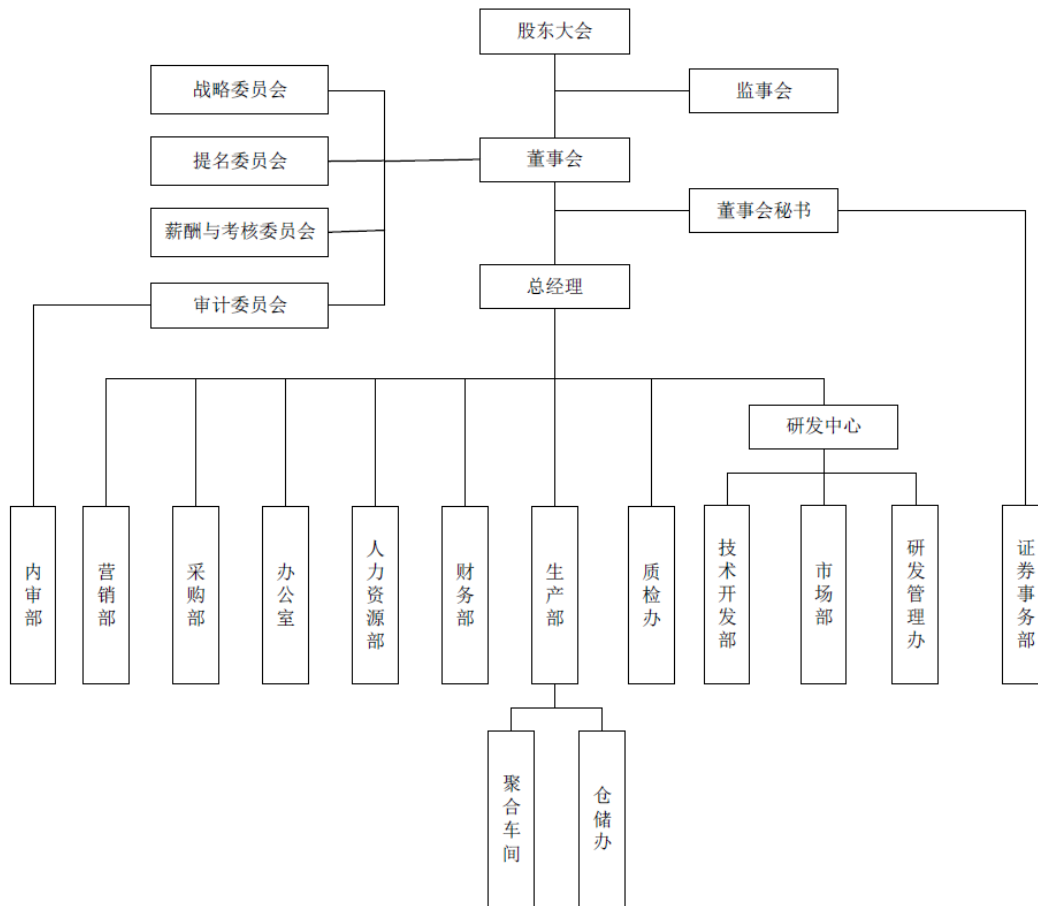 股东大会
战略委员会
监事会
提名委员会
董事会
董事会秘书
薪酬与考核委员会
总经理
审计委员会
研发中心
内审部
营销部
采购部
办公室
人力资源部
财务部
生产部
质检办
技术开发部
市场部
研发管理办
证券事务部
聚合车间
仓储办